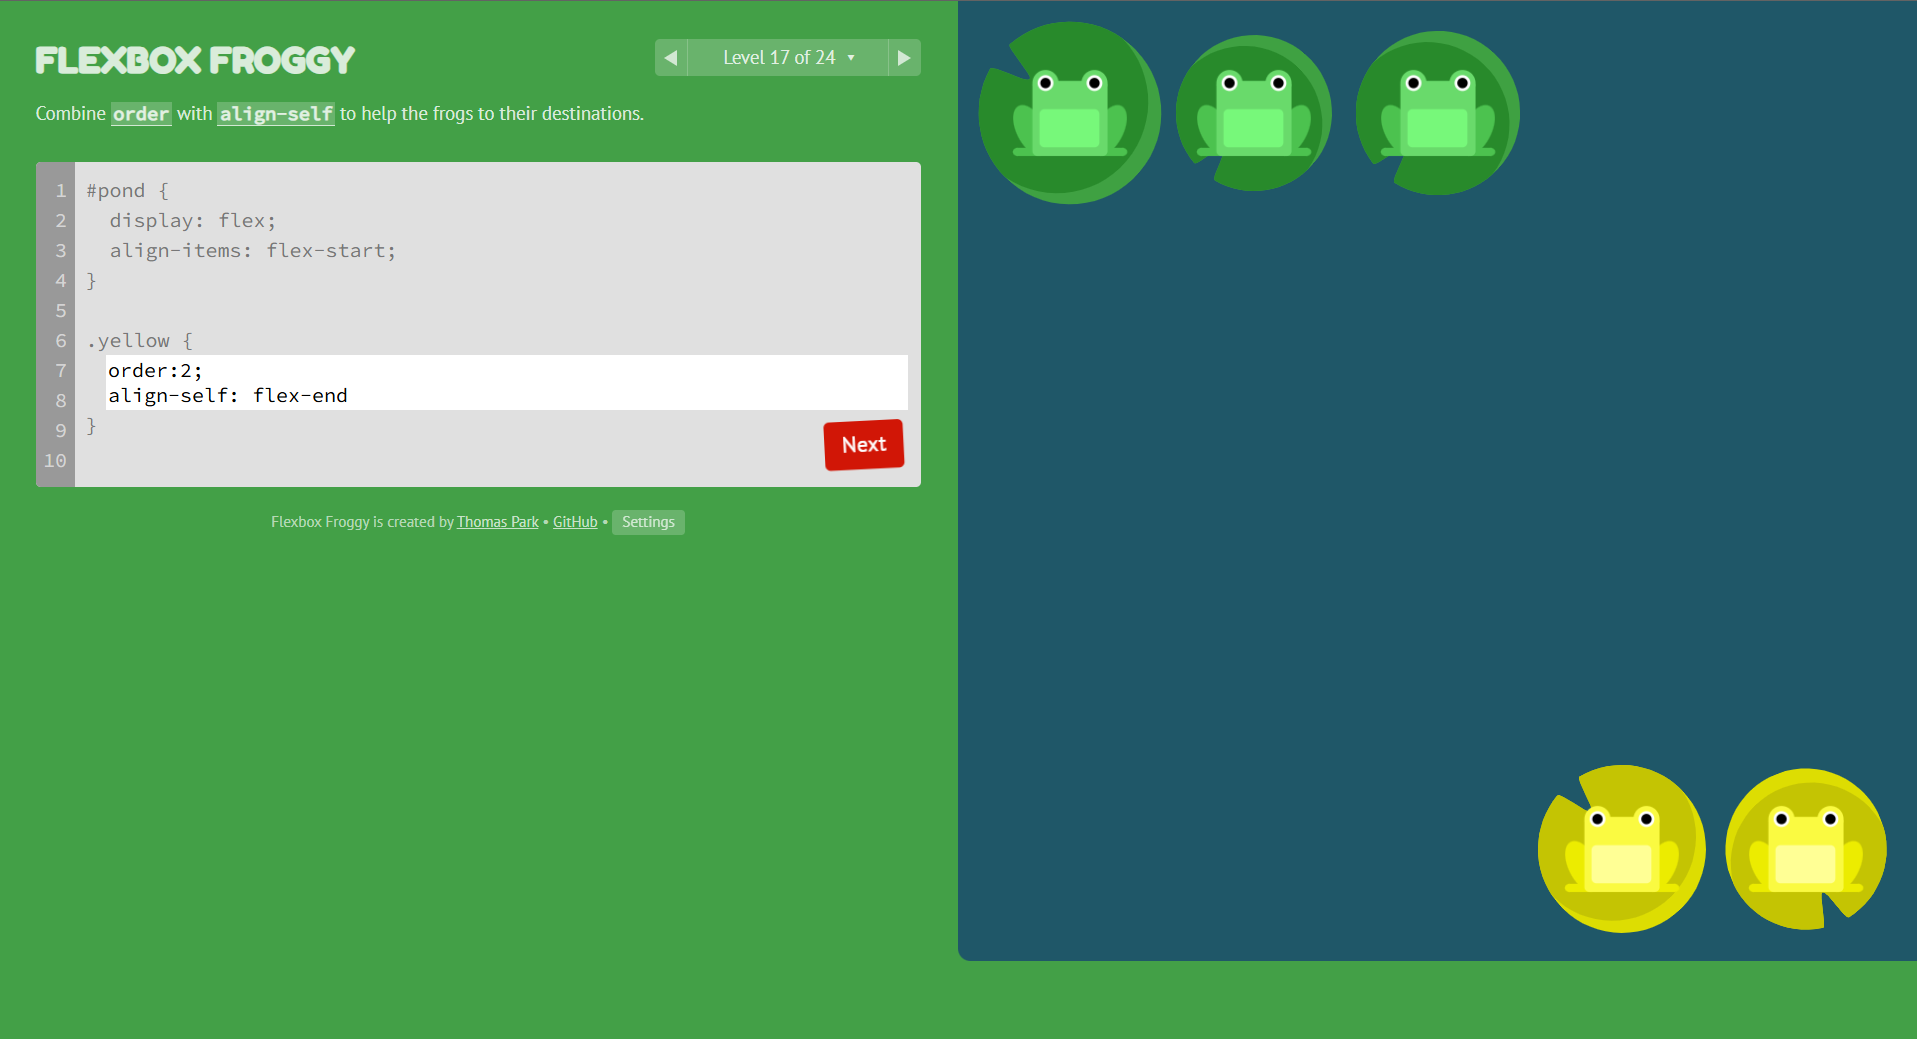 FLEXBOX FROGGY
◀ Level 17 of 24 ▾ ▶
Combine order with align-self to help the frogs to their destinations.
1 #pond {
2   display: flex;
3   align-items: flex-start;
4 }
5
6 .yellow {
7   order:2;
8   align-self: flex-end
9 }
10
Next
Flexbox Froggy is created by Thomas Park • GitHub • Settings